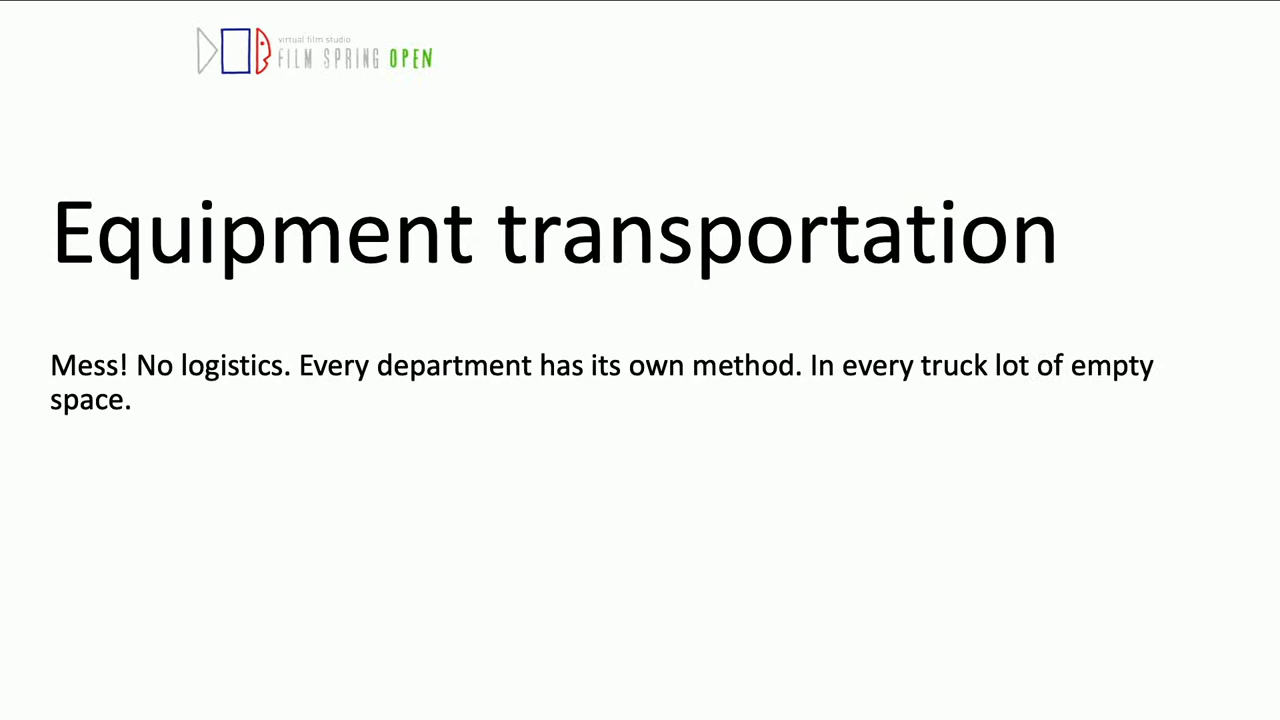 virtual film studio
FILM SPRING OPEN
Equipment transportation
Mess! No logistics. Every department has its own method. In every truck lot of empty
space.